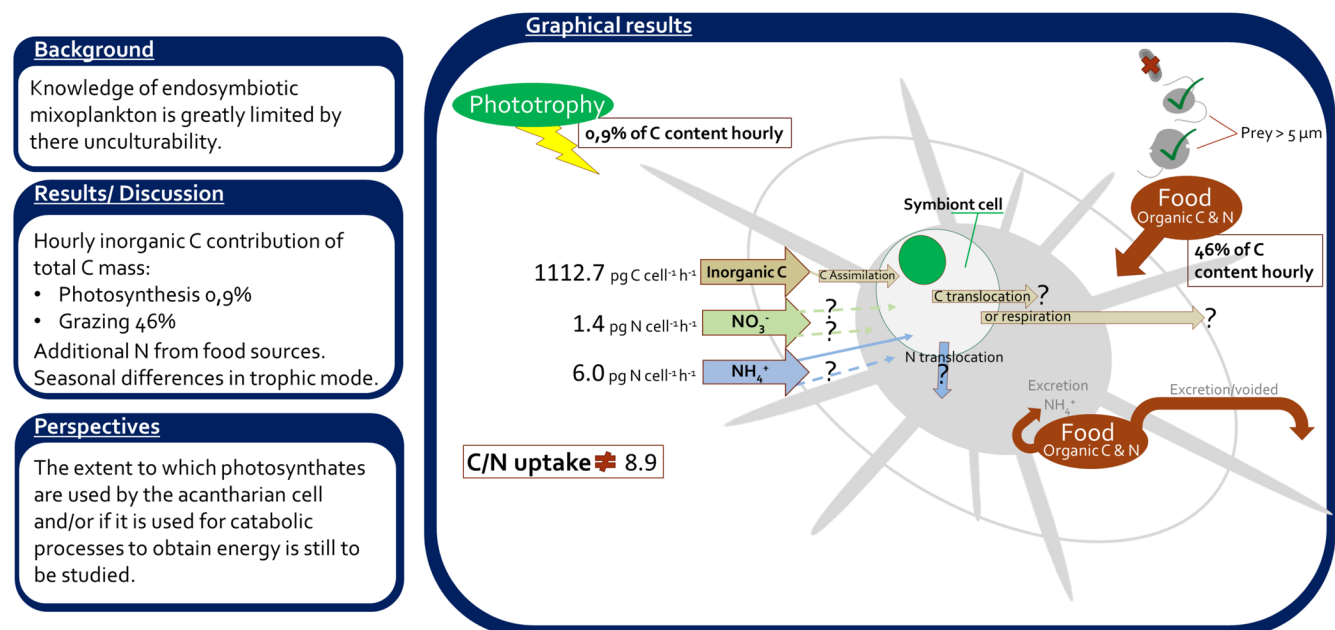 Background
Knowledge of endosymbiotic
mixoplankton is greatly limited by
there unculturability.
Results/ Discussion
Hourly inorganic C contribution of
total C mass:
• Photosynthesis 0,9%
• Grazing 46%
Additional N from food sources.
Seasonal differences in trophic mode.
Perspectives
The extent to which photosynthates
are used by the acantharian cell
and/or if it is used for catabolic
processes to obtain energy is still to
be studied.
Graphical results
Phototrophy
0,9% of C content hourly
Prey > 5 µm
Food
Organic C & N
46% of C
content hourly
Symbiont cell
1112.7 pg C cell⁻¹ h⁻¹
Inorganic C
C Assimilation
C translocation
?
or respiration
?
1.4 pg N cell⁻¹ h⁻¹
NO₃⁻
?
?
6.0 pg N cell⁻¹ h⁻¹
NH₄⁺
?
N translocation
?
Excretion
NH₄⁺
Excretion/voided
Food
Organic C & N
C/N uptake ≠ 8.9